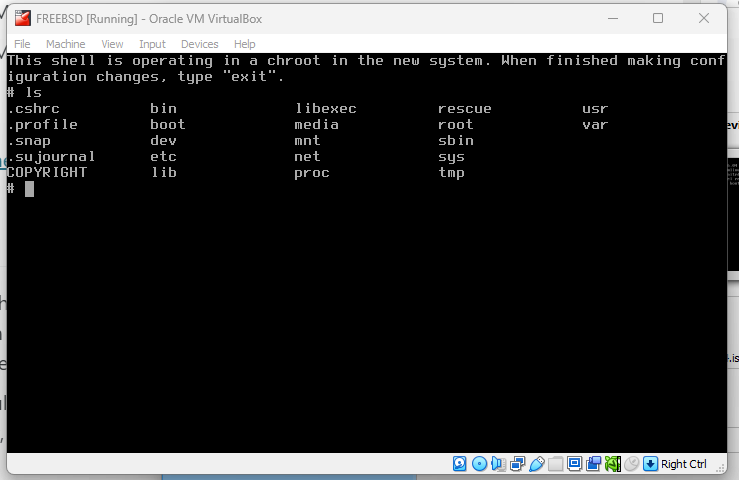 FREEBSD [Running] - Oracle VM VirtualBox
File Machine View Input Devices Help
This shell is operating in a chroot in the new system. When finished making conf
iguration changes, type "exit".
# ls
.cshrc bin libexec rescue usr
.profile boot media root var
.snap dev mnt sbin
.sujournal etc net sys
COPYRIGHT lib proc tmp
#
Right Ctrl